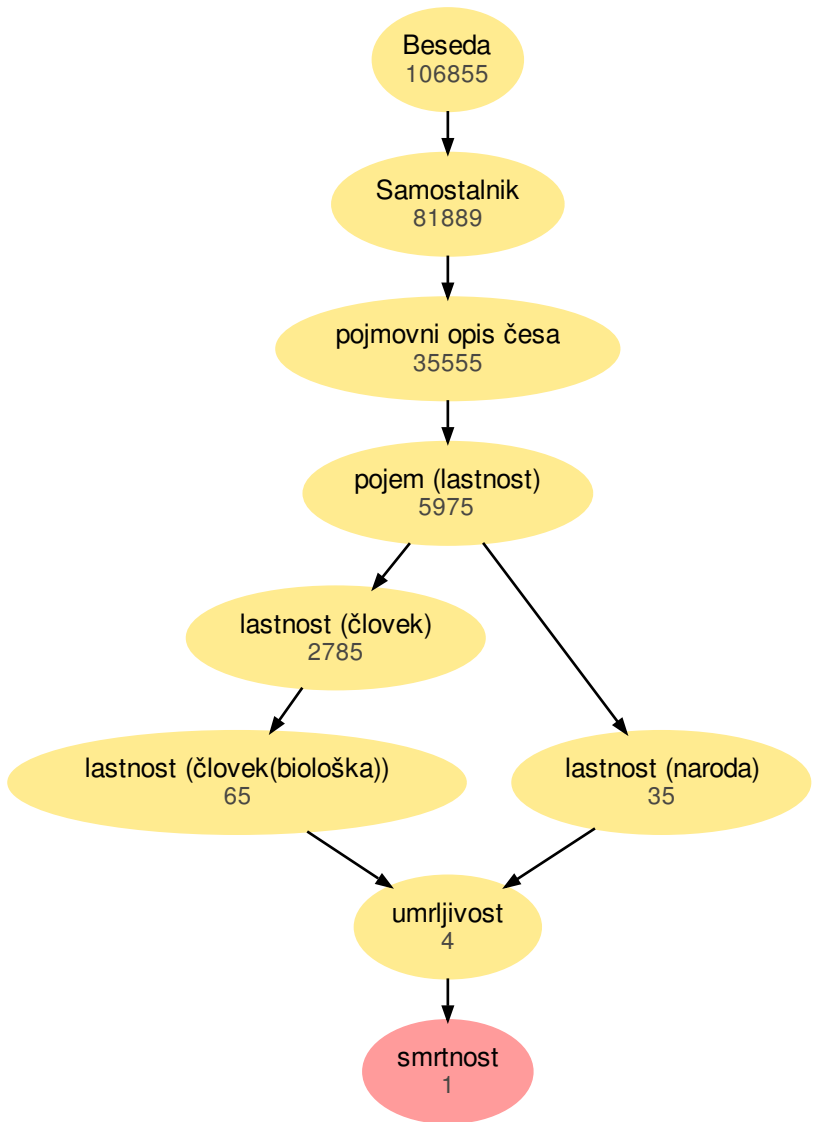 Beseda
106855
Samostalnik
81889
pojmovni opis česa
35555
pojem (lastnost)
5975
lastnost (človek)
2785
lastnost (človek(biološka))
65
lastnost (naroda)
35
umrljivost
4
smrtnost
1